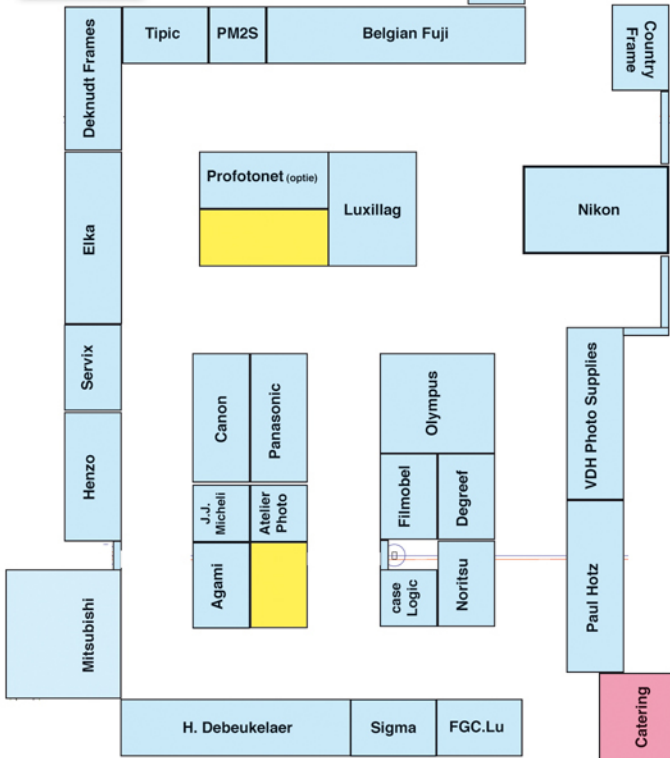 Deknudt Frames
Tipic
PM2S
Belgian Fuji
Country
Frame
Elka
Profotonet (optie)
Luxillag
Nikon
Servix
Canon
Panasonic
Olympus
VDH Photo Supplies
Henzo
J.J.
Micheli
Atelier
Photo
Filmobel
Degreef
Agami
case
Logic
Noritsu
Paul Hotz
Mitsubishi
H. Debeukelaer
Sigma
FGC.Lu
Catering